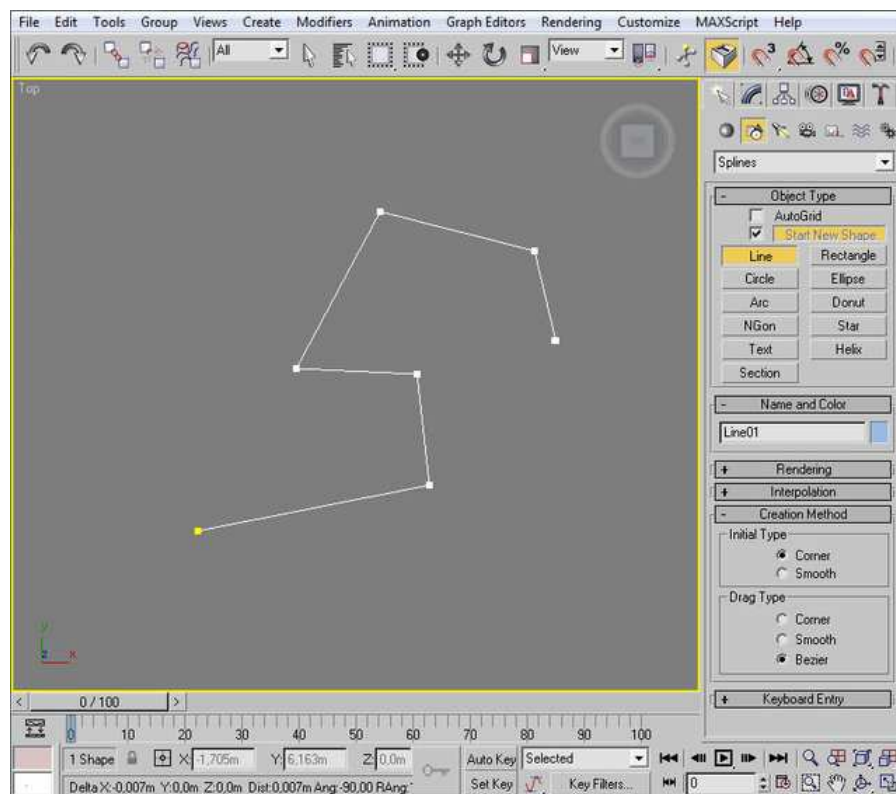 File Edit Tools Group Views Create Modifiers Animation Graph Editors Rendering Customize MAXScript Help
All
View
3
%
Top
Splines
- Object Type
AutoGrid
Start New Shape
Line Rectangle
Circle Ellipse
Arc Donut
NGon Star
Text Helix
Section
- Name and Color
Line01
+ Rendering
+ Interpolation
- Creation Method
Initial Type
Corner
Smooth
Drag Type
Corner
Smooth
Bezier
+ Keyboard Entry
y
z x
< 0 / 100 >
0 10 20 30 40 50 60 70 80 90 100
1 Shape X: -1,705m Y: 6,163m Z: 0,0m Auto Key Selected
Delta X:-0,007m Y:0,0m Z:0,0m Dist:0,007m Ang:-90,00 RAng: Set Key Key Filters... 0